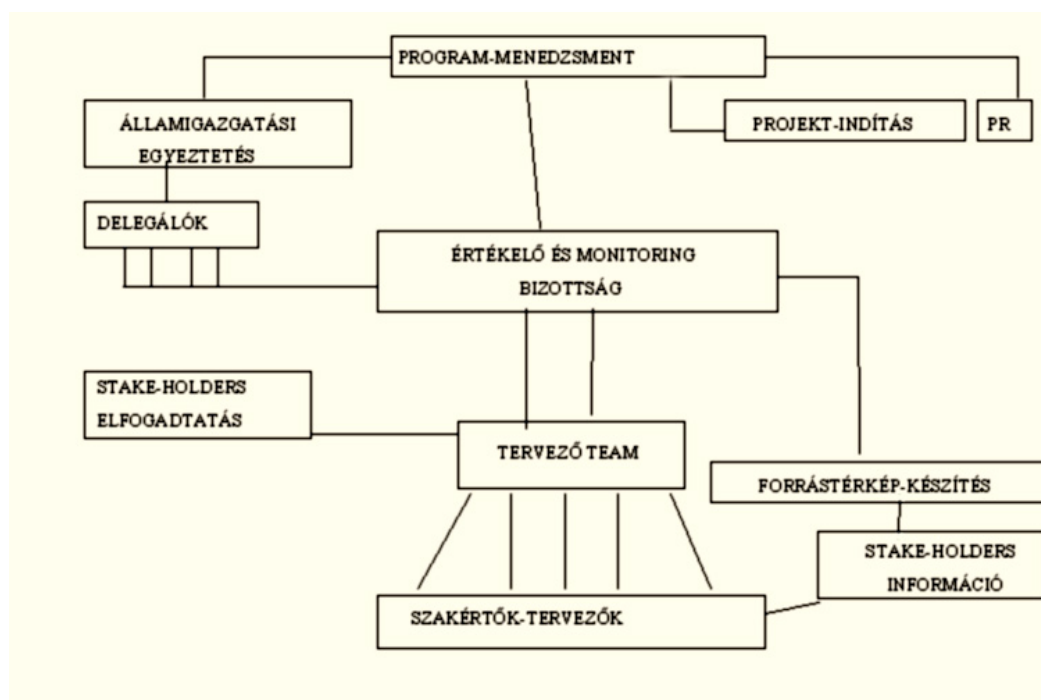 PROGRAM-MENEDZSMENT
ÁLLAMIGAZGATÁSI
EGYEZTETÉS
PROJEKT-INDÍTÁS
PR
DELEGÁLÓK
ÉRTÉKELŐ ÉS MONITORING
BIZOTTSÁG
STAKE-HOLDERS
ELFOGADTATÁS
TERVEZŐ TEAM
FORRÁSTÉRKÉP-KÉSZÍTÉS
STAKE-HOLDERS
INFORMÁCIÓ
SZAKÉRTŐK-TERVEZŐK